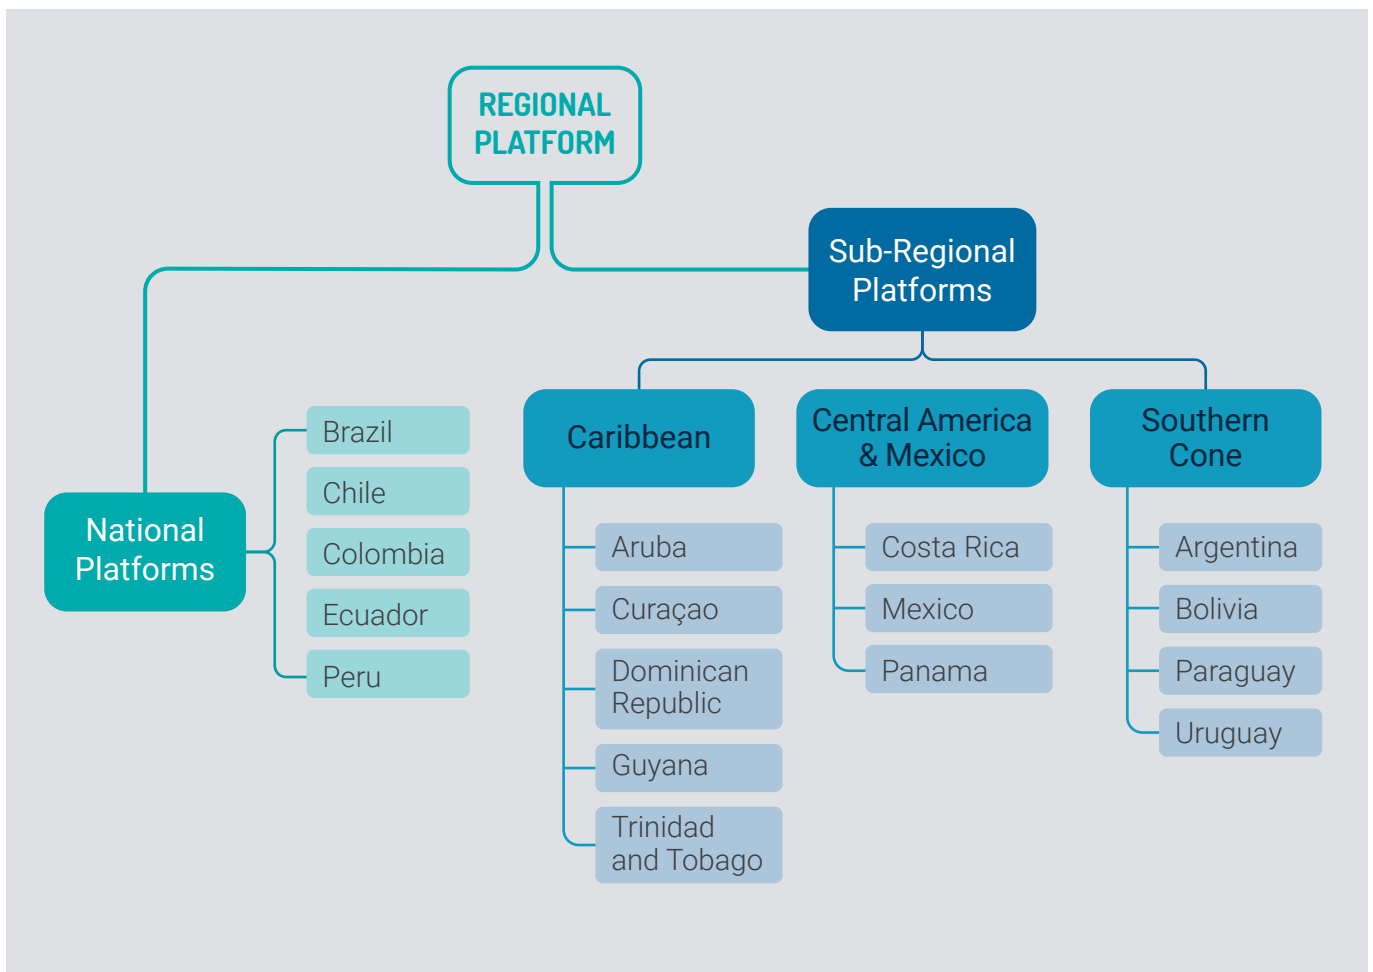 REGIONAL
PLATFORM
Sub-Regional
Platforms
National
Platforms
Brazil
Chile
Colombia
Ecuador
Peru
Caribbean
Aruba
Curaçao
Dominican
Republic
Guyana
Trinidad
and Tobago
Central America
& Mexico
Costa Rica
Mexico
Panama
Southern
Cone
Argentina
Bolivia
Paraguay
Uruguay